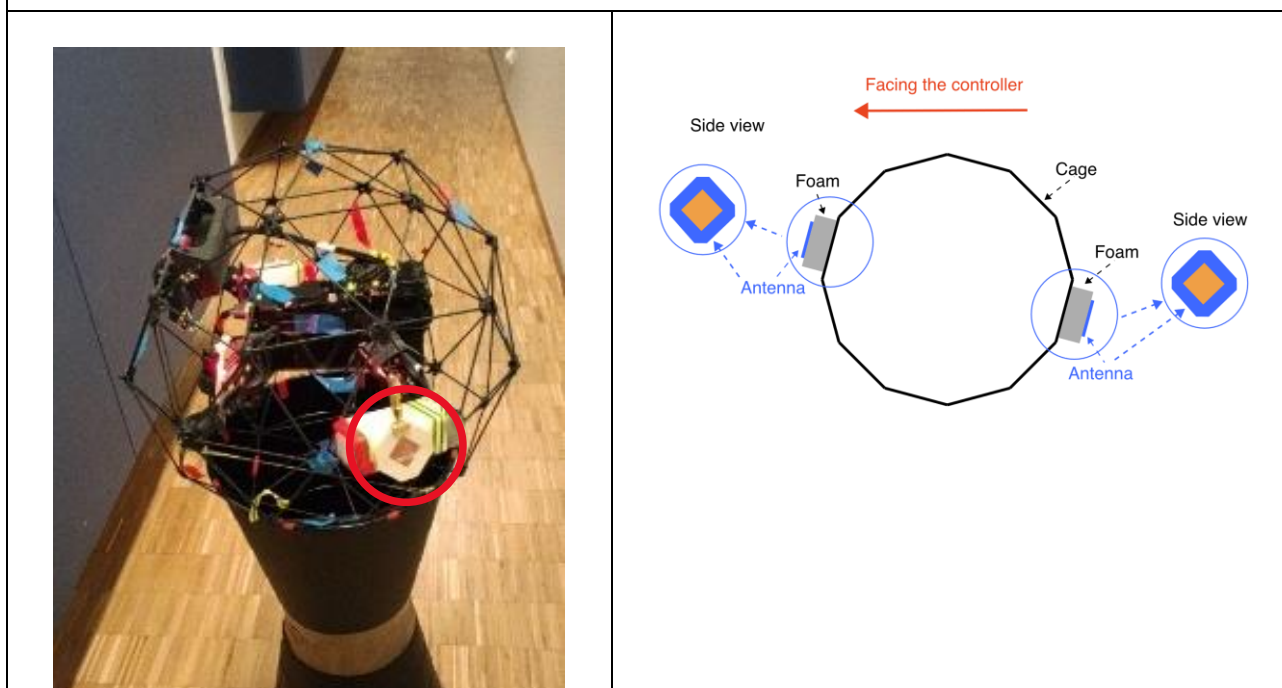 Facing the controller
Side view
Foam
Cage
Side view
Foam
Antenna
Antenna